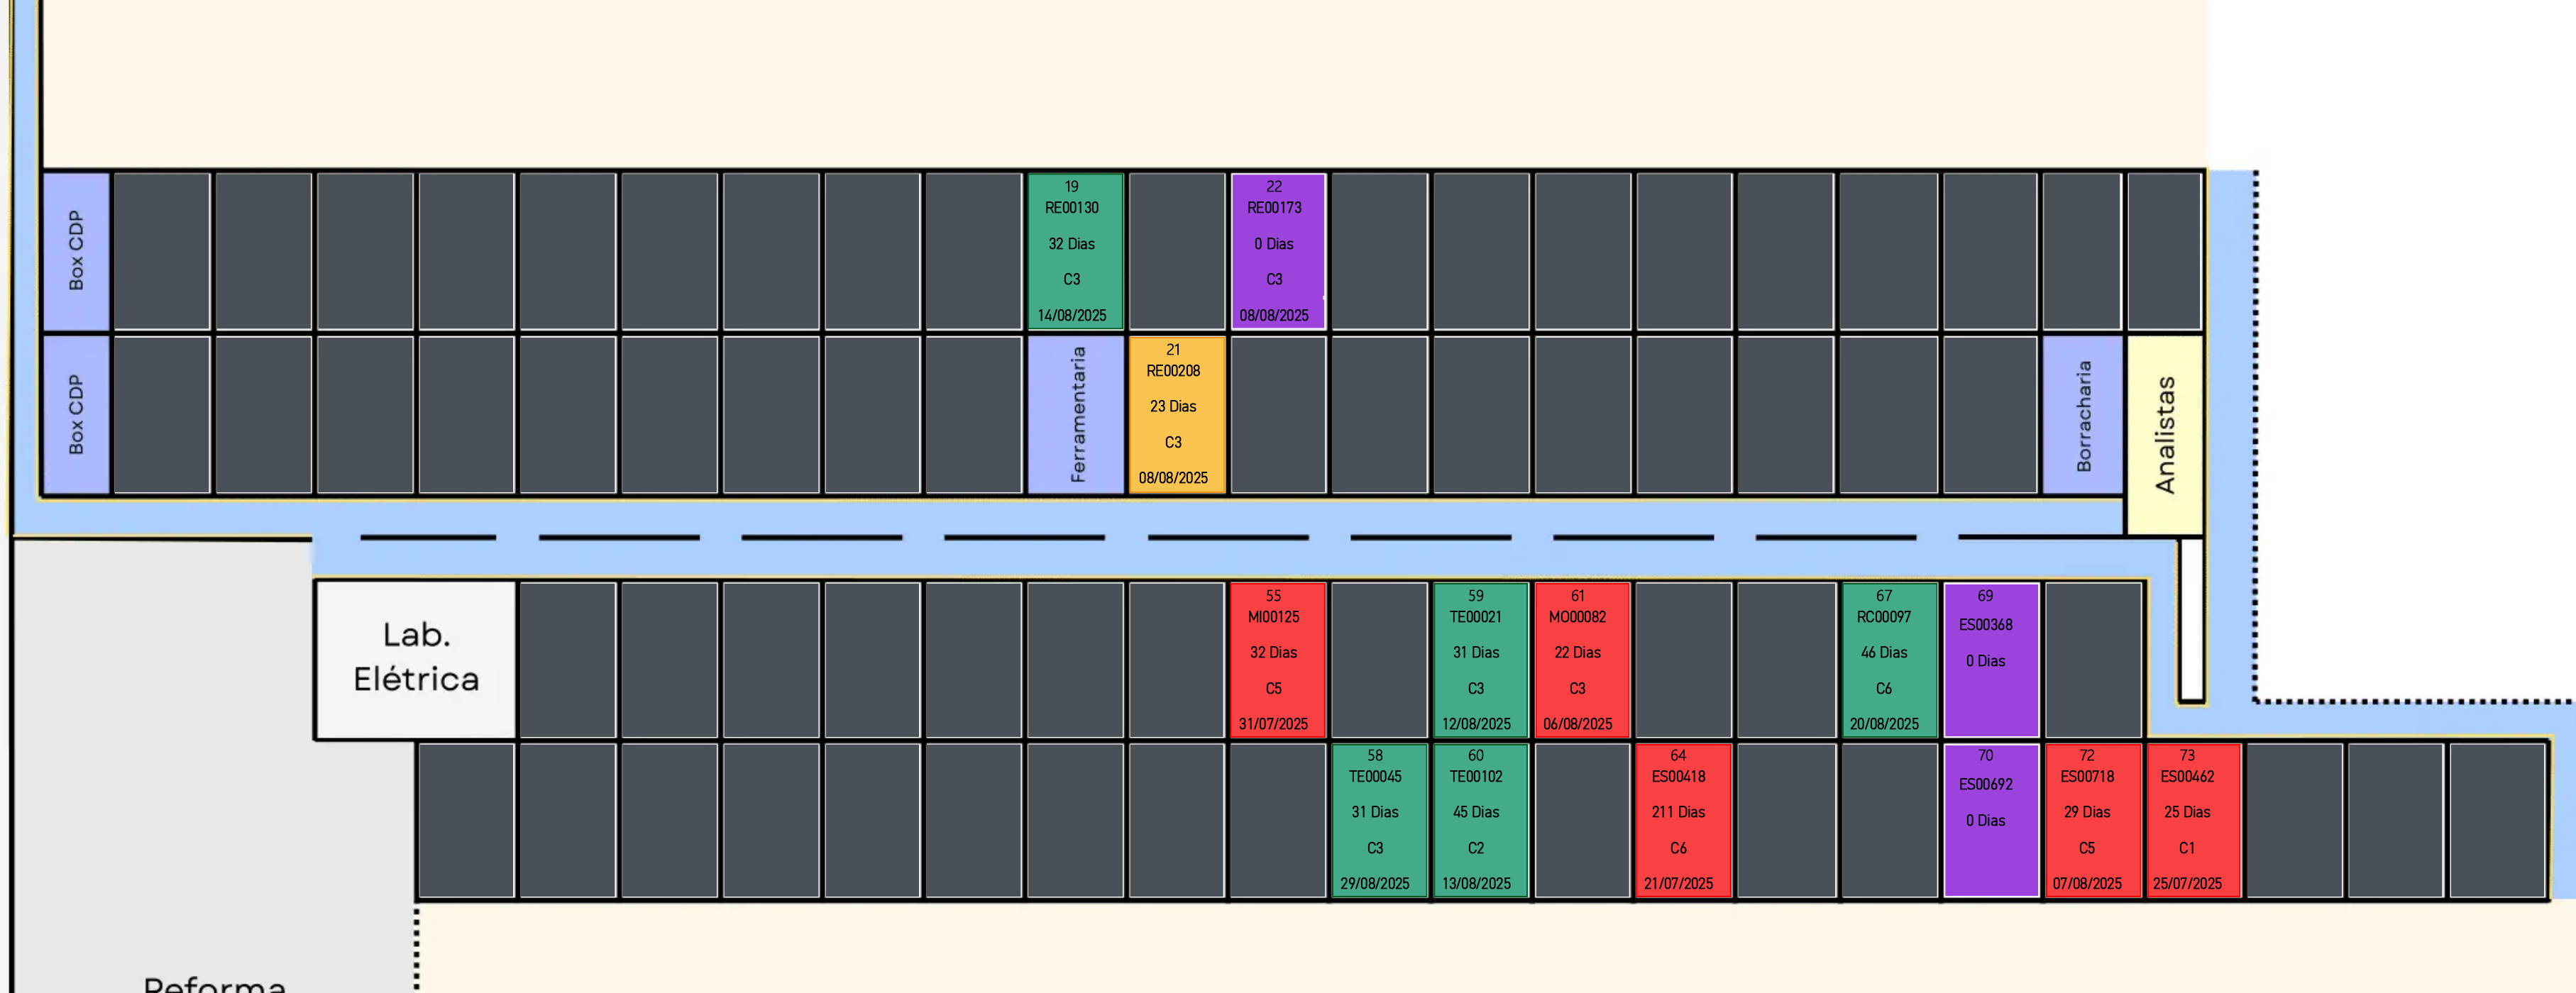 Box CDP
19
RE00130
32 Dias
C3
14/08/2025
22
RE00173
0 Dias
C3
08/08/2025
Box CDP
Ferramentaria
21
RE00208
23 Dias
C3
08/08/2025
Borracharia
Analistas
Lab.
Elétrica
55
MI00125
32 Dias
C5
31/07/2025
59
TE00021
31 Dias
C3
12/08/2025
61
MO00082
22 Dias
C3
06/08/2025
67
RC00097
46 Dias
C6
20/08/2025
69
ES00368
0 Dias
58
TE00045
31 Dias
C3
29/08/2025
60
TE00102
45 Dias
C2
13/08/2025
64
ES00418
211 Dias
C6
21/07/2025
70
ES00692
0 Dias
72
ES00718
29 Dias
C5
07/08/2025
73
ES00462
25 Dias
C1
25/07/2025
Reforma